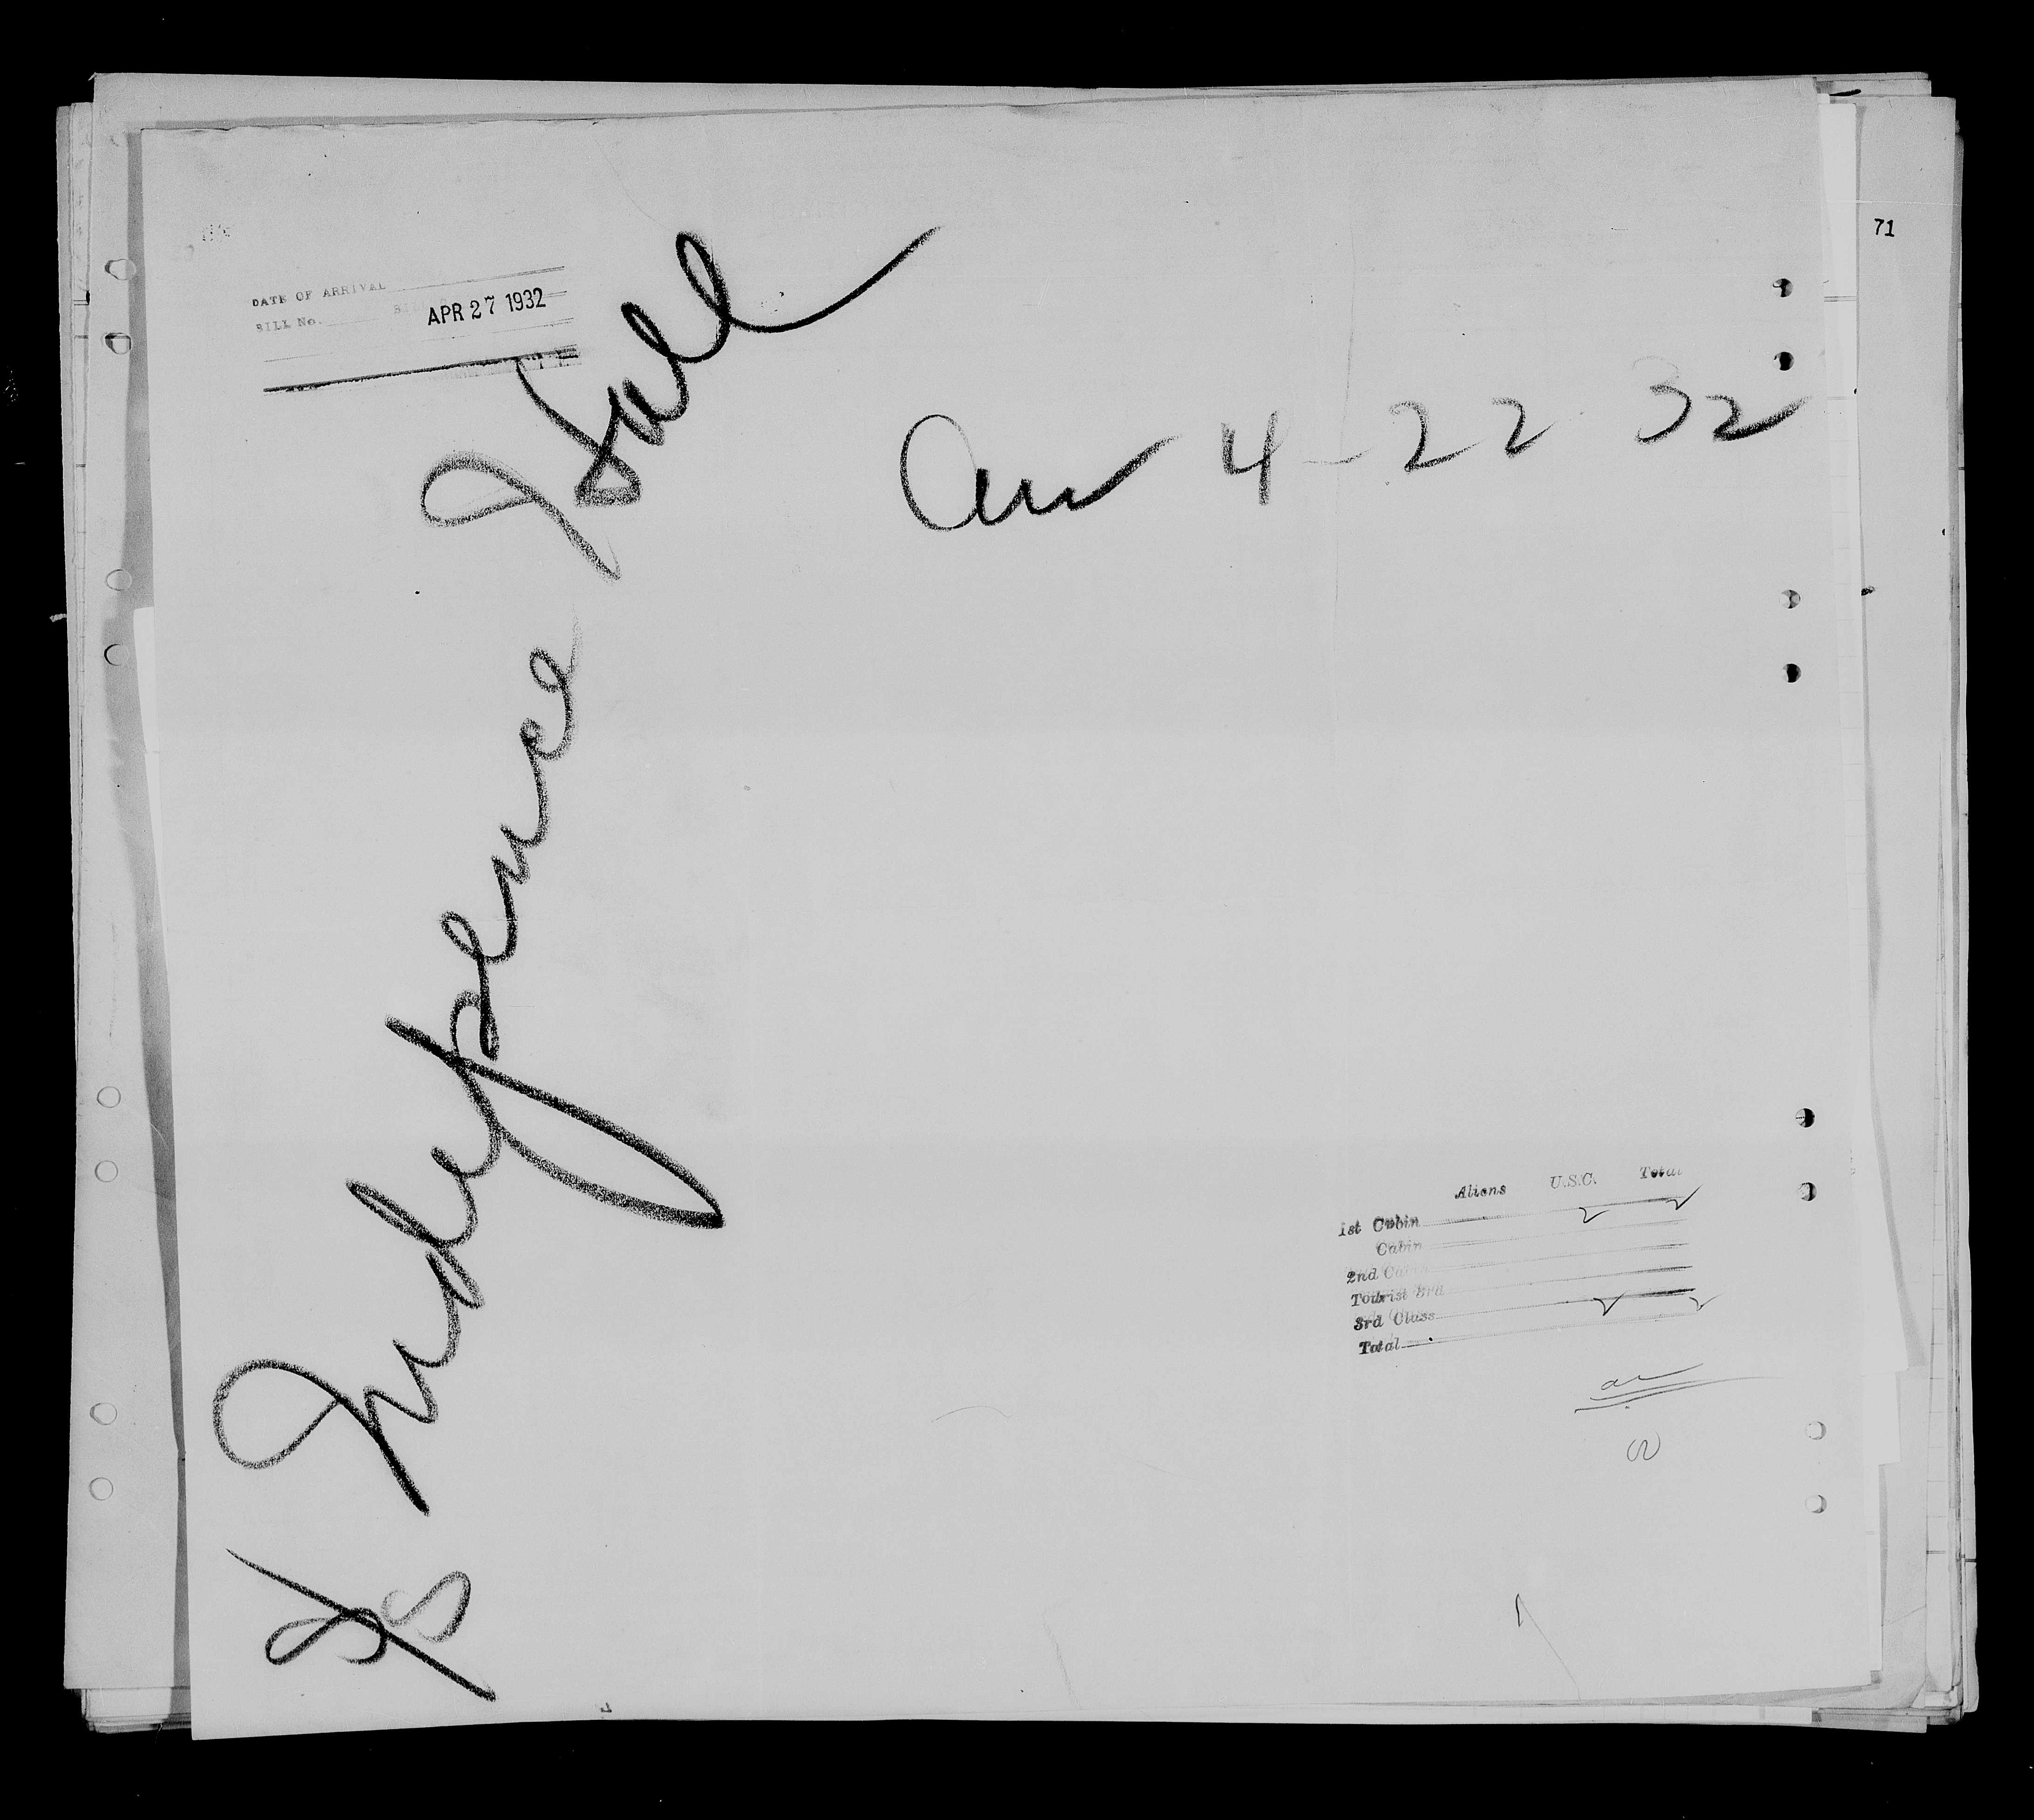 71
DATE OF ARRIVAL
BILL No.
APR 27 1932
SS Indepence Hall
Arr 4-22 32
Aliens U.S.C. Total
1st Cabin
Cabin
2nd Cabin
Tourist 3rd
3rd Class
Total